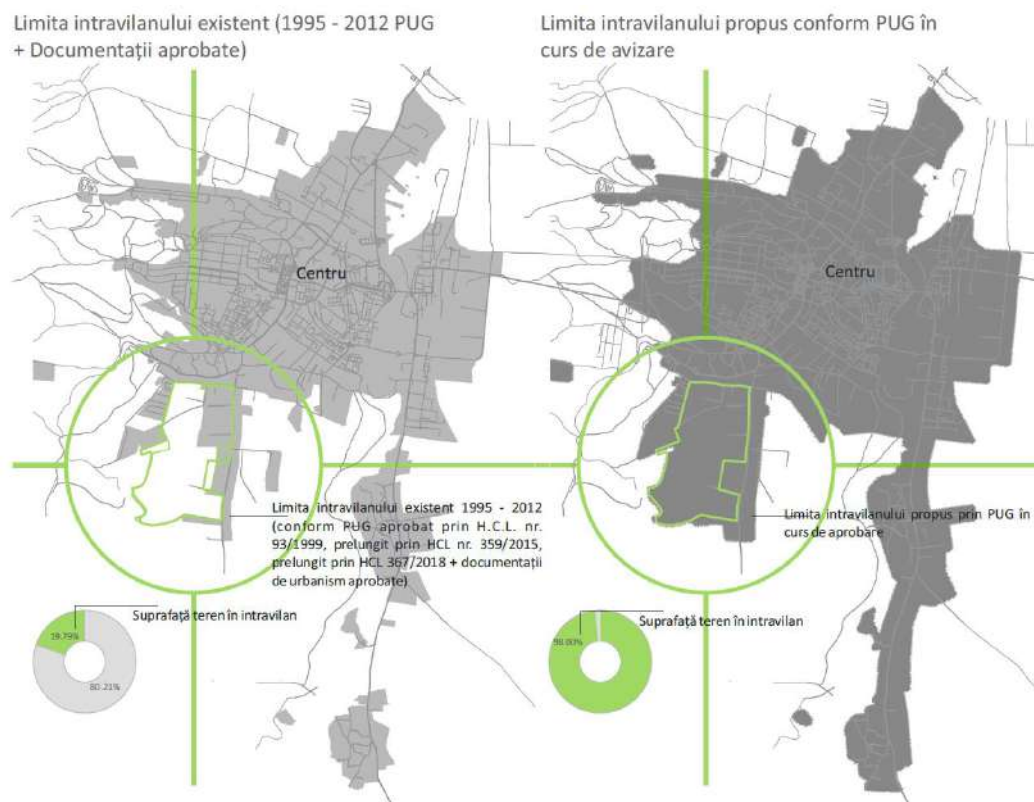 Limita intravilanului existent (1995 - 2012 PUG
+ Documentații aprobate)
Limita intravilanului propus conform PUG în
curs de avizare
Centru
Centru
Limita intravilanului existent 1995 - 2012
(conform PUG aprobat prin H.C.L. nr.
93/1999, prelungit prin HCL nr. 359/2015,
prelungit prin HCL 367/2018 + documentații
de urbanism aprobate)
Limita intravilanului propus prin PUG în
curs de aprobare
Suprafață teren în intravilan
19.79%
80.21%
Suprafață teren în intravilan